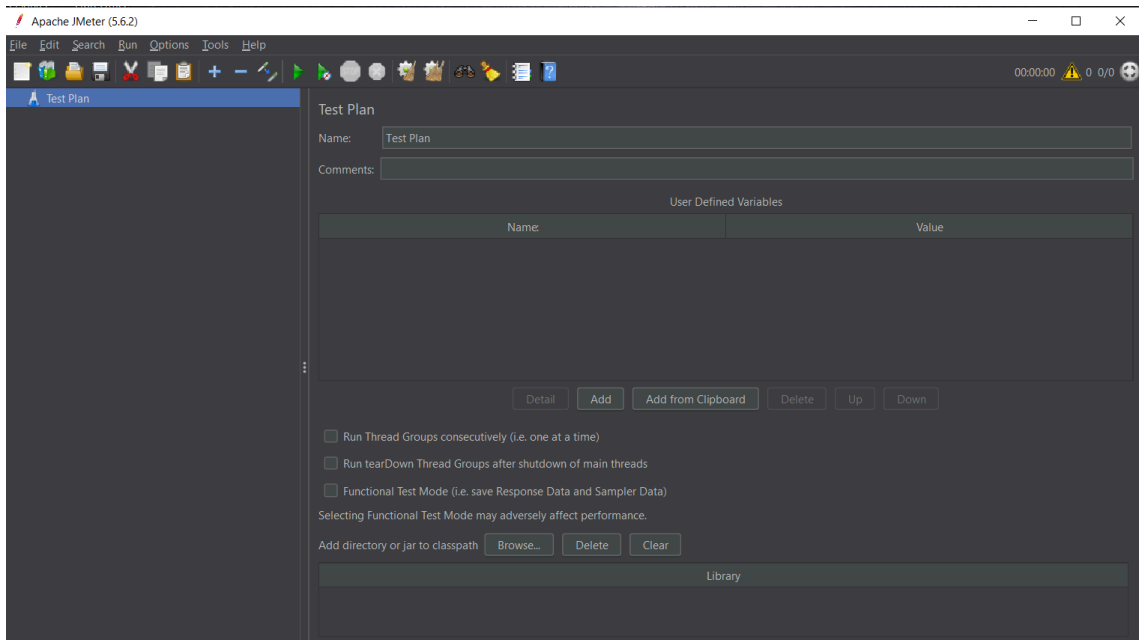 Apache JMeter (5.6.2)
File Edit Search Run Options Tools Help
00:00:00 0 0/0
Test Plan
Test Plan
Name: Test Plan
Comments:
User Defined Variables
Name: Value
Detail Add Add from Clipboard Delete Up Down
Run Thread Groups consecutively (i.e. one at a time)
Run tearDown Thread Groups after shutdown of main threads
Functional Test Mode (i.e. save Response Data and Sampler Data)
Selecting Functional Test Mode may adversely affect performance.
Add directory or jar to classpath Browse... Delete Clear
Library